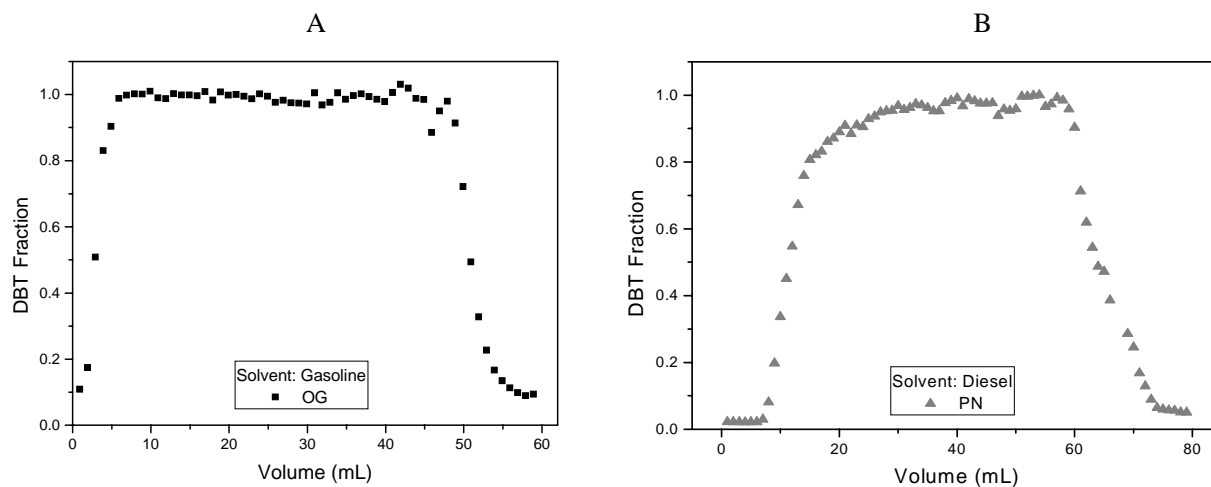 A
DBT Fraction
1.0
0.8
0.6
0.4
0.2
0.0
Solvent: Gasoline
OG
0 10 20 30 40 50 60
Volume (mL)
B
DBT Fraction
1.0
0.8
0.6
0.4
0.2
0.0
Solvent: Diesel
PN
0 20 40 60 80
Volume (mL)